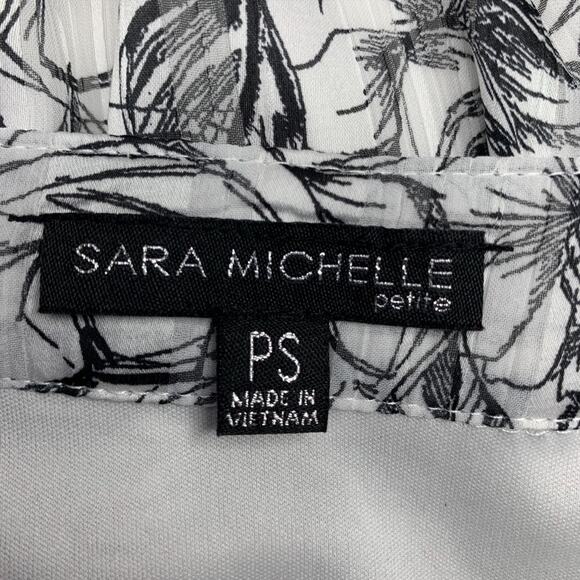 SARA MICHELLE
petite
PS
MADE IN
VIETNAM